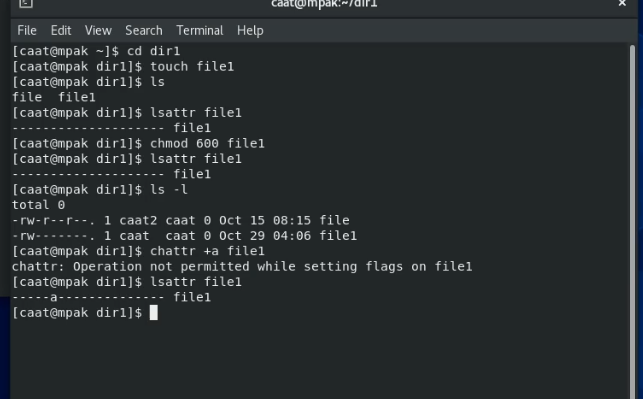 caat@mpak:~/dir1
File Edit View Search Terminal Help
[caat@mpak ~]$ cd dir1
[caat@mpak dir1]$ touch file1
[caat@mpak dir1]$ ls
file  file1
[caat@mpak dir1]$ lsattr file1
-------------------- file1
[caat@mpak dir1]$ chmod 600 file1
[caat@mpak dir1]$ lsattr file1
-------------------- file1
[caat@mpak dir1]$ ls -l
total 0
-rw-r--r--. 1 caat2 caat 0 Oct 15 08:15 file
-rw-------. 1 caat  caat 0 Oct 29 04:06 file1
[caat@mpak dir1]$ chattr +a file1
chattr: Operation not permitted while setting flags on file1
[caat@mpak dir1]$ lsattr file1
-----a-------------- file1
[caat@mpak dir1]$